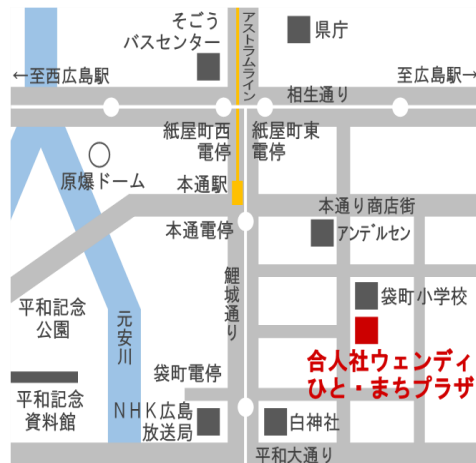 そごう
バスセンター
アストラムライン
県庁
←至西広島駅
至広島駅→
相生通り
紙屋町西
電停
紙屋町東
電停
原爆ドーム
本通駅
本通り商店街
本通電停
アンデルセン
鯉城通り
袋町小学校
平和記念
公園
元安川
合人社ウェンディ
ひと・まちプラザ
袋町電停
平和記念
資料館
NHK広島
放送局
白神社
平和大通り